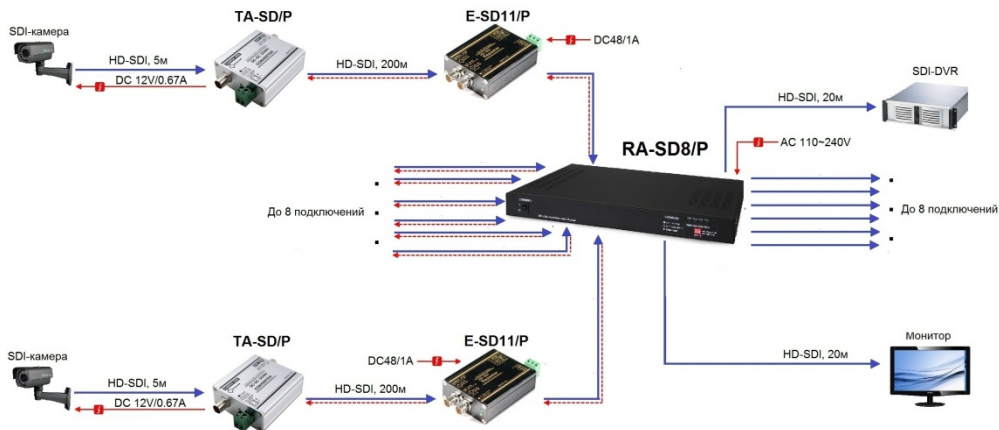 TA-SD/P
E-SD11/P
SDI-камера
HD-SDI, 5м
DC 12V/0.67A
HD-SDI, 200м
DC48/1A
SDI-DVR
HD-SDI, 20м
RA-SD8/P
AC 110~240V
До 8 подключений
До 8 подключений
TA-SD/P
E-SD11/P
Монитор
SDI-камера
HD-SDI, 5м
DC 12V/0.67A
HD-SDI, 200м
DC48/1A
HD-SDI, 20м